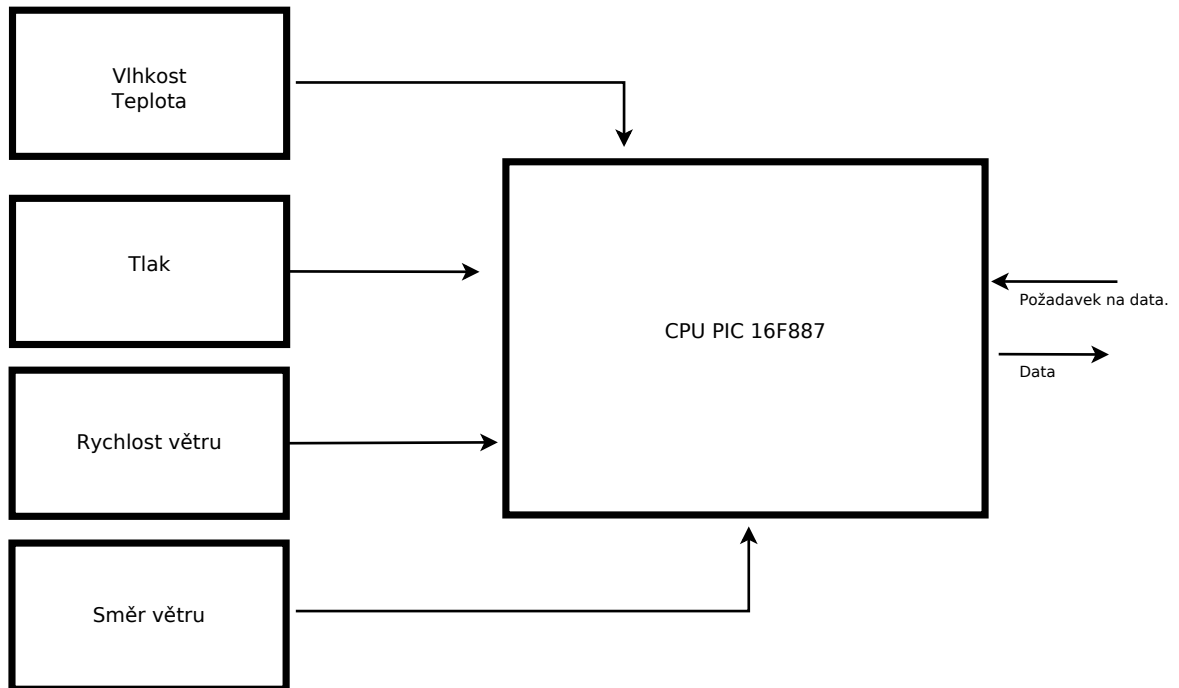 Vlhkost
Teplota
Tlak
CPU PIC 16F887
Požadavek na data.
Data
Rychlost větru
Směr větru